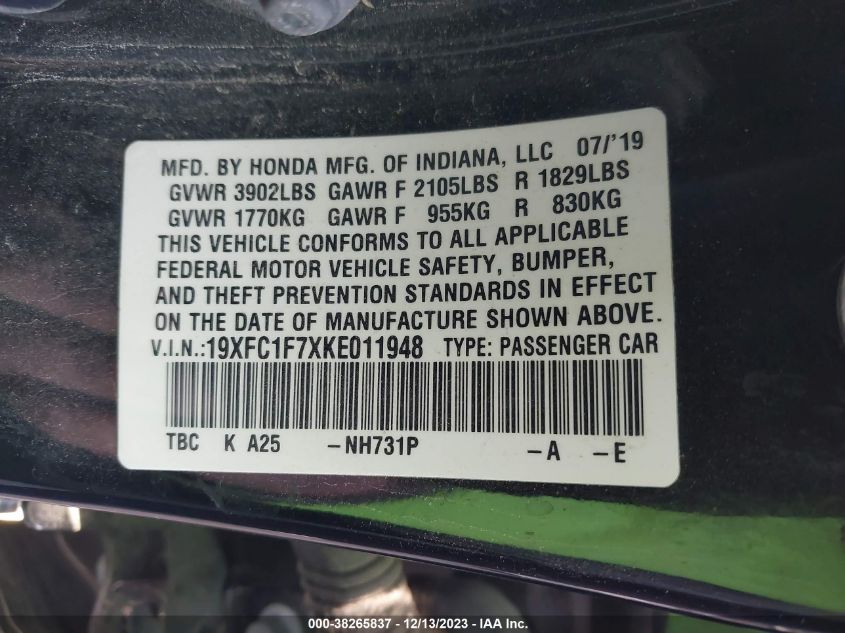 MFD. BY HONDA MFG. OF INDIANA, LLC 07/'19
GVWR 3902LBS GAWR F 2105LBS R 1829LBS
GVWR 1770KG GAWR F 955KG R 830KG
THIS VEHICLE CONFORMS TO ALL APPLICABLE
FEDERAL MOTOR VEHICLE SAFETY, BUMPER,
AND THEFT PREVENTION STANDARDS IN EFFECT
ON THE DATE OF MANUFACTURE SHOWN ABOVE.
V.I.N.:19XFC1F7XKE011948 TYPE: PASSENGER CAR
TBC K A25 -NH731P -A -E
000-38265837 - 12/13/2023 - IAA Inc.